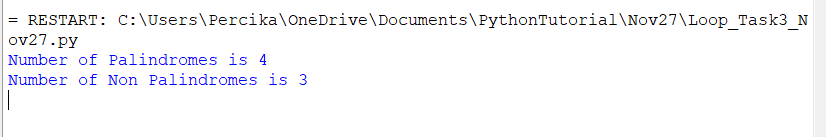 = RESTART: C:\Users\Percika\OneDrive\Documents\PythonTutorial\Nov27\Loop_Task3_N
ov27.py
Number of Palindromes is 4
Number of Non Palindromes is 3